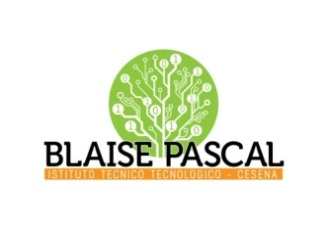 BLAISE PASCAL
ISTITUTO TECNICO TECNOLOGICO - CESENA